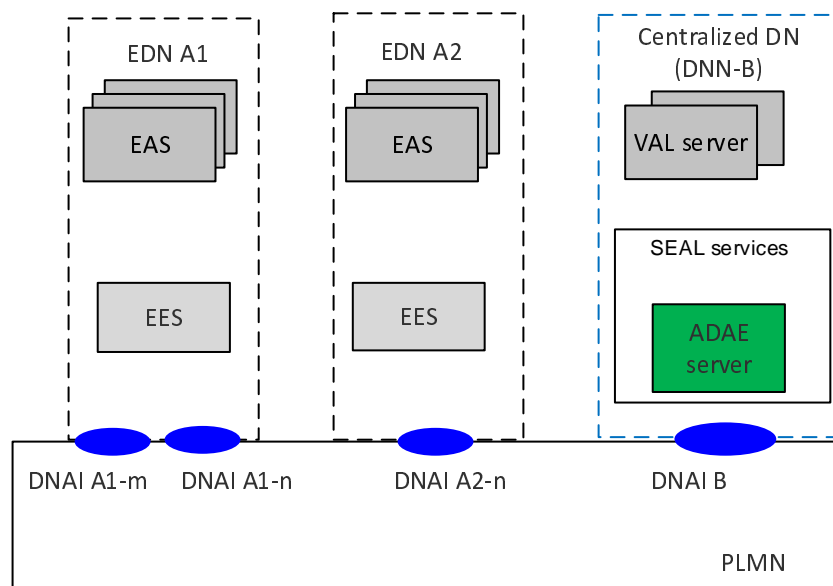 EDN A1
EDN A2
Centralized DN
(DNN-B)
EAS
EAS
VAL server
SEAL services
EES
EES
ADAE
server
DNAI A1-m
DNAI A1-n
DNAI A2-n
DNAI B
PLMN